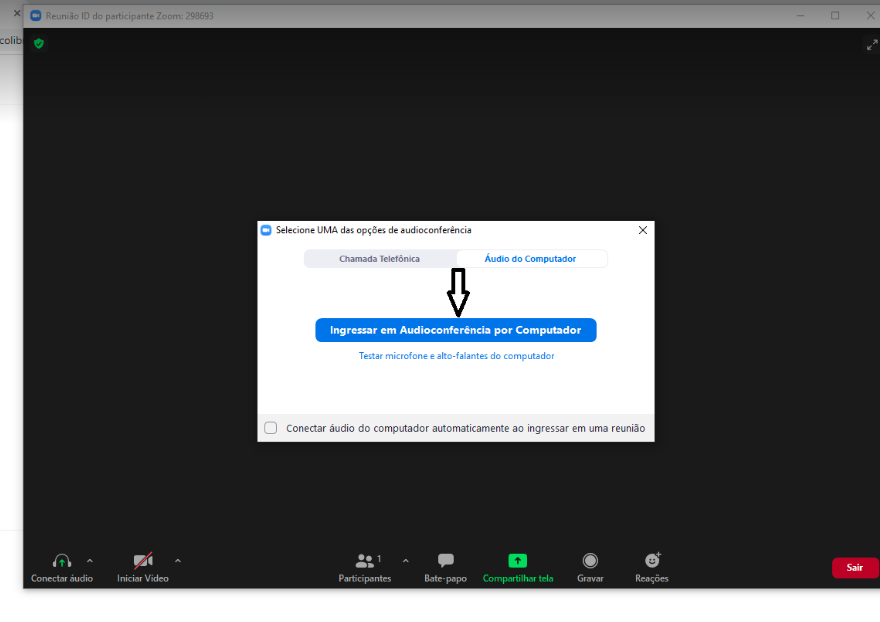 Reunião ID do participante Zoom: 298693
colib
Selecione UMA das opções de audioconferência
Chamada Telefônica
Áudio do Computador
Ingressar em Audioconferência por Computador
Testar microfone e alto-falantes do computador
Conectar áudio do computador automaticamente ao ingressar em uma reunião
1
Conectar áudio
Iniciar Vídeo
Participantes
Bate-papo
Compartilhar tela
Gravar
Reações
Sair